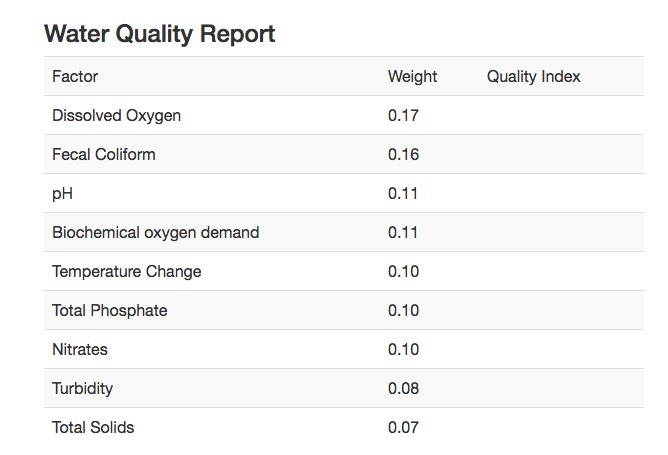 Water Quality Report
Factor Weight Quality Index
Dissolved Oxygen 0.17
Fecal Coliform 0.16
pH 0.11
Biochemical oxygen demand 0.11
Temperature Change 0.10
Total Phosphate 0.10
Nitrates 0.10
Turbidity 0.08
Total Solids 0.07